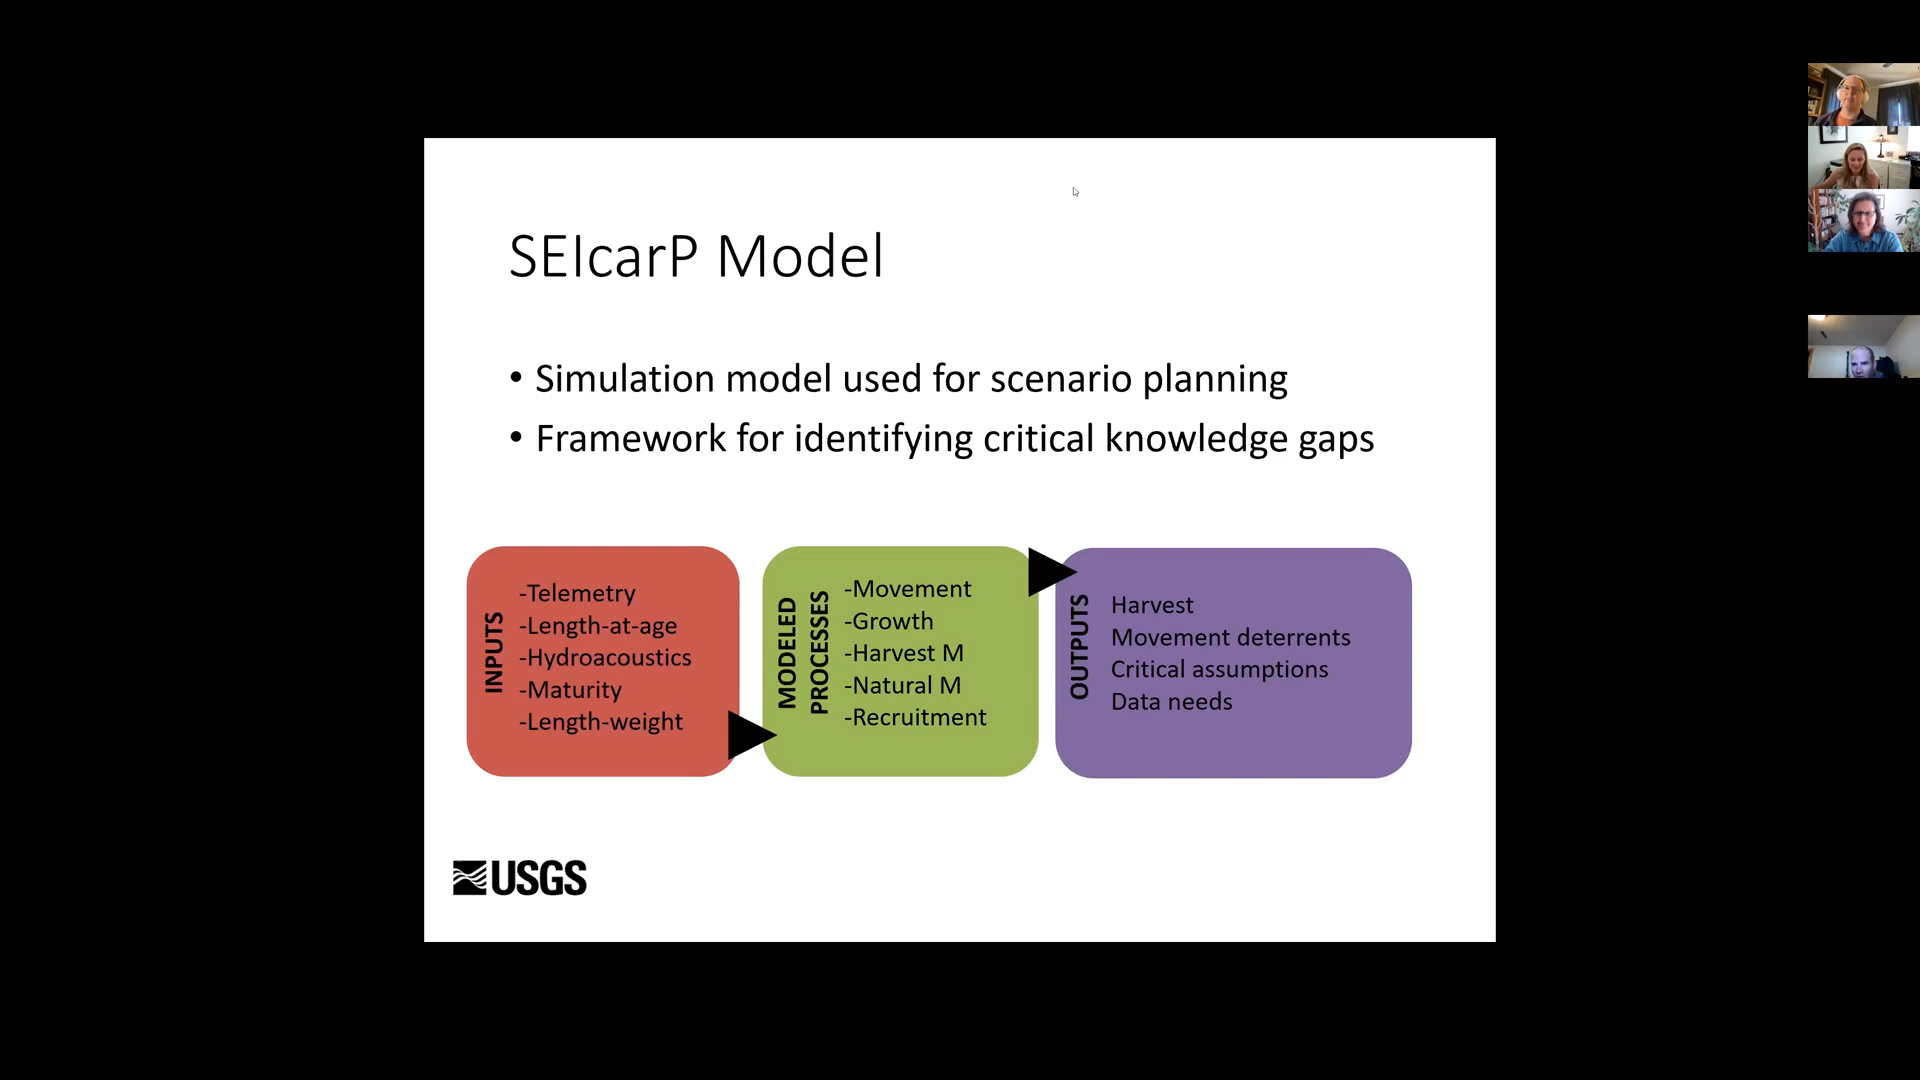 SEIcarP Model
• Simulation model used for scenario planning
• Framework for identifying critical knowledge gaps
INPUTS
-Telemetry
-Length-at-age
-Hydroacoustics
-Maturity
-Length-weight
MODELED
PROCESSES
-Movement
-Growth
-Harvest M
-Natural M
-Recruitment
OUTPUTS
Harvest
Movement deterrents
Critical assumptions
Data needs
USGS